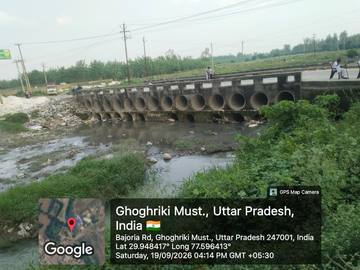 GPS Map Camera
Ghoghriki Must., Uttar Pradesh,
India
Bajoria Rd, Ghoghriki Must., Uttar Pradesh 247001, India
Lat 29.948417° Long 77.596413°
Saturday, 19/09/2026 04:14 PM GMT +05:30
Google